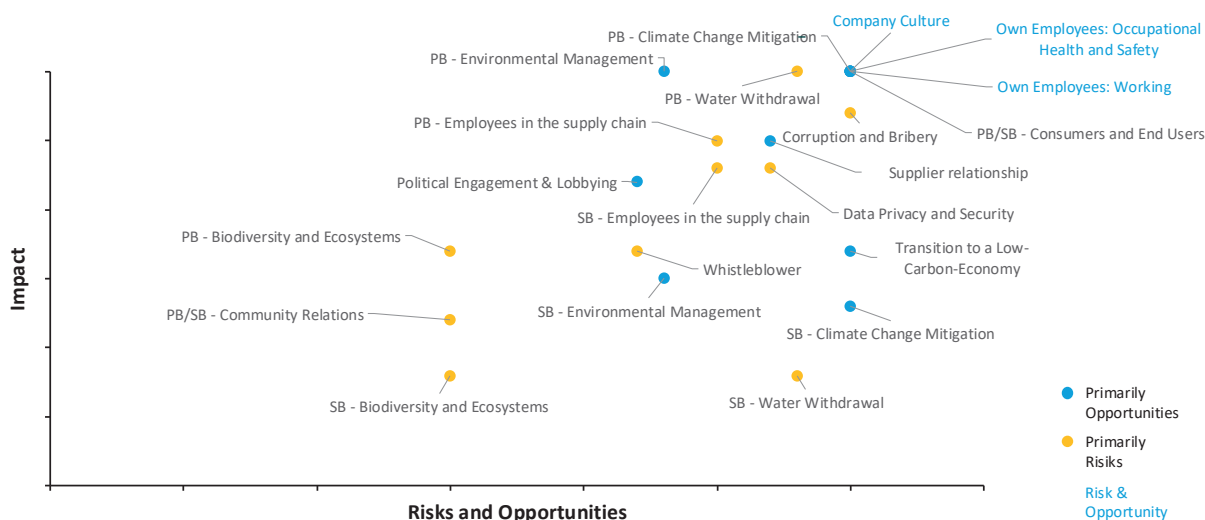 Company Culture
PB - Climate Change Mitigation
Own Employees: Occupational
Health and Safety
PB - Environmental Management
Own Employees: Working
PB - Water Withdrawal
PB - Employees in the supply chain
Corruption and Bribery
PB/SB - Consumers and End Users
Supplier relationship
Political Engagement & Lobbying
SB - Employees in the supply chain
Data Privacy and Security
PB - Biodiversity and Ecosystems
Transition to a Low-
Carbon-Economy
Whistleblower
Impact
PB/SB - Community Relations
SB - Environmental Management
SB - Climate Change Mitigation
SB - Biodiversity and Ecosystems
SB - Water Withdrawal
Primarily
Opportunities
Primarily
Risiks
Risk &
Opportunity
Risks and Opportunities